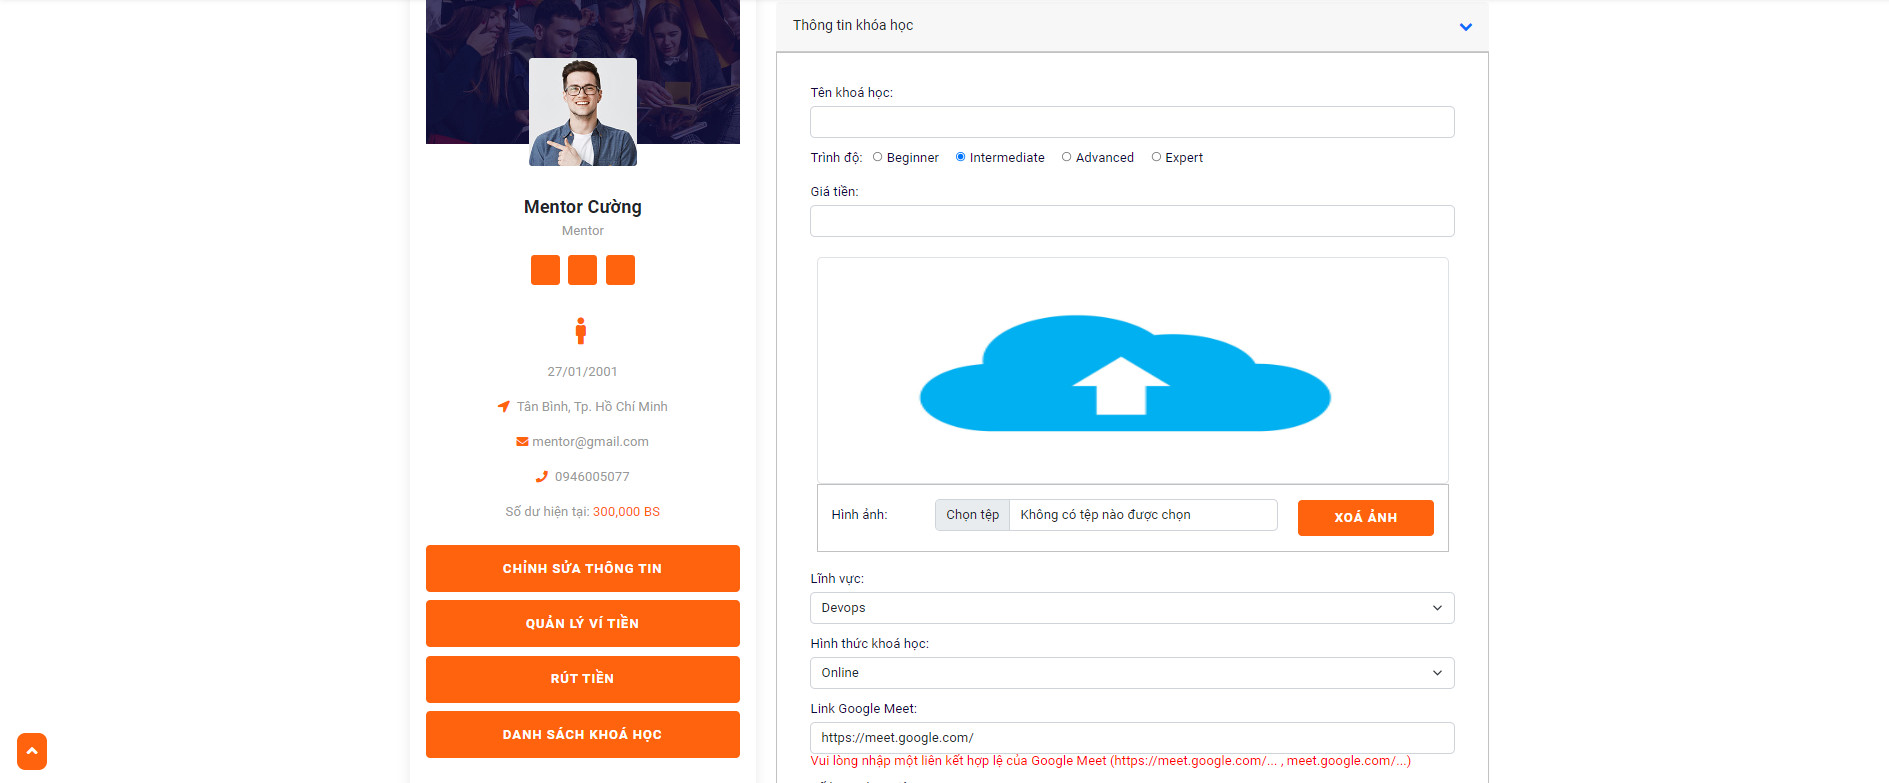 Mentor Cường
Mentor
27/01/2001
Tân Bình, Tp. Hồ Chí Minh
mentor@gmail.com
0946005077
Số dư hiện tại: 300,000 BS
CHỈNH SỬA THÔNG TIN
QUẢN LÝ VÍ TIỀN
RÚT TIỀN
DANH SÁCH KHOÁ HỌC
Thông tin khóa học
Tên khoá học:
Trình độ: Beginner Intermediate Advanced Expert
Giá tiền:
Hình ảnh: Chọn tệp Không có tệp nào được chọn XOÁ ẢNH
Lĩnh vực:
Devops
Hình thức khoá học:
Online
Link Google Meet:
https://meet.google.com/
Vui lòng nhập một liên kết hợp lệ của Google Meet (https://meet.google.com/... , meet.google.com/...)